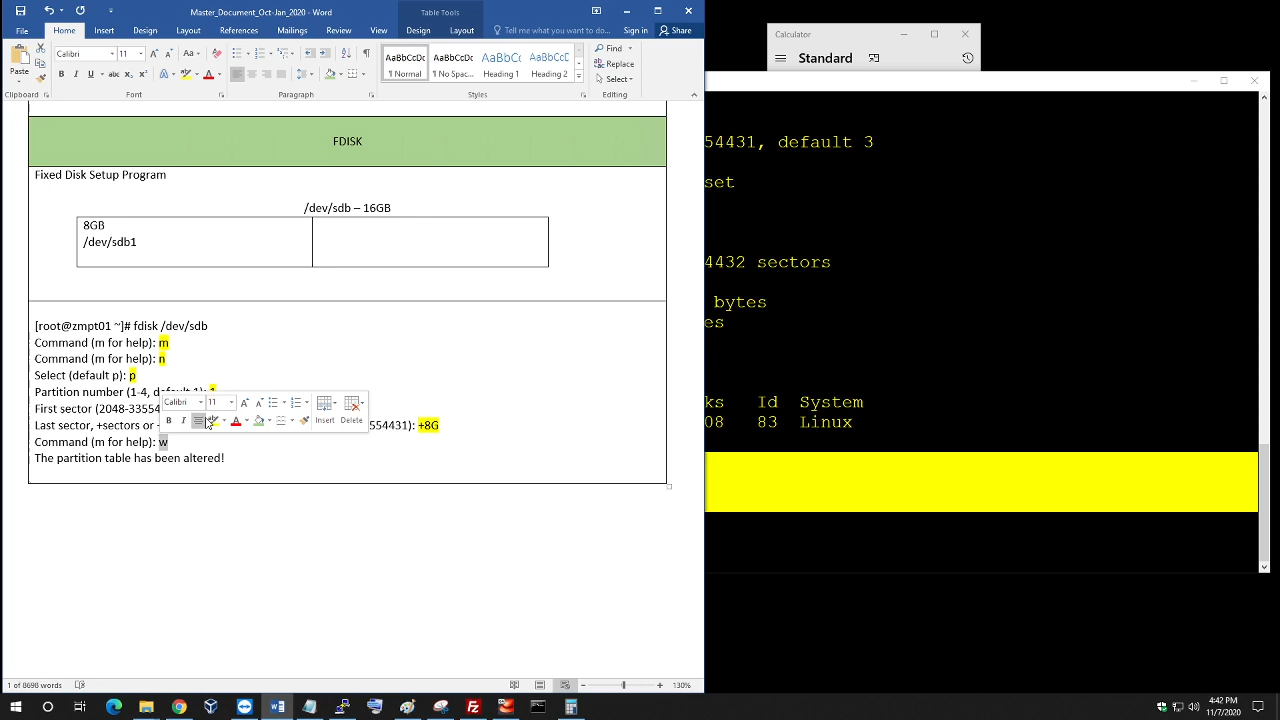 Master_Document_Oct-Jan_2020 - Word
Table Tools
File
Home
Insert
Design
Layout
References
Mailings
Review
View
Design
Layout
Tell me what you want to do...
Sign in
Share
Paste
Clipboard
Calibri
11
Font
Paragraph
AaBbCcDc
¶ Normal
AaBbCcDc
¶ No Spac...
AaBbCc
Heading 1
AaBbCcD
Heading 2
Styles
Find
Replace
Select
Editing
FDISK
Fixed Disk Setup Program
/dev/sdb – 16GB
8GB
/dev/sdb1
[root@zmpt01 ~]# fdisk /dev/sdb
Command (m for help): m
Command (m for help): n
Select (default p): p
Partition number (1-4, default 1): 1
First sector (2048-33554
Calibri
11
Insert
Delete
Last sector, +sectors or
554431): +8G
Command (m for help): w
The partition table has been altered!
1 of 8698 words
130%
Calculator
Standard
54431, default 3
set
4432 sectors
bytes
es
ks Id System
08 83 Linux
4:42 PM
11/7/2020